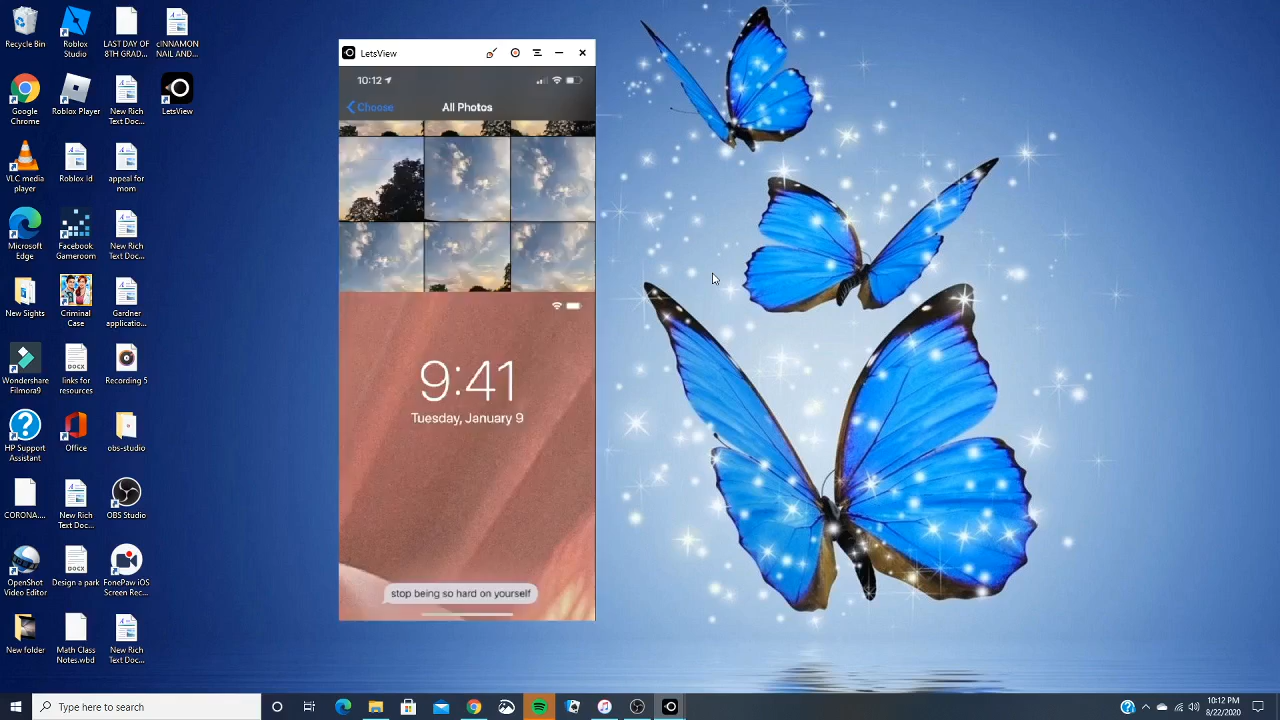 Recycle Bin
Roblox Studio
LAST DAY OF 8TH GRAD...
cINNAMON NAIL AND...
Google Chrome
Roblox Player
New Rich Text Doc...
LetsView
VLC media player
Roblox Id
appeal for mom
Microsoft Edge
Facebook Gameroom
New Rich Text Doc...
New Sights
Criminal Case
Gardner applicatio...
Wondershare Filmora9
links for resources
Recording 5
HP Support Assistant
Office
obs-studio
CORONA....
New Rich Text Doc...
OBS Studio
OpenShot Video Editor
Design a park
FonePaw iOS Screen Rec...
New folder
Math Class Notes.wbd
New Rich Text Doc...
LetsView
10:12
Choose
All Photos
9:41
Tuesday, January 9
stop being so hard on yourself
Type here to search
10:12 PM
8/22/2020